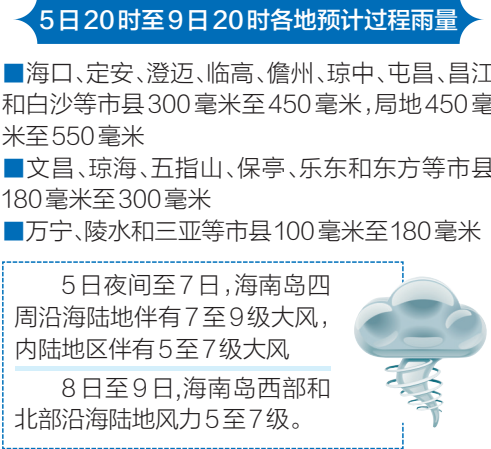 5日20时至9日20时各地预计过程雨量
■海口、定安、澄迈、临高、儋州、琼中、屯昌、昌江
和白沙等市县300毫米至450毫米,局地450毫
米至550毫米
■文昌、琼海、五指山、保亭、乐东和东方等市县
180毫米至300毫米
■万宁、陵水和三亚等市县100毫米至180毫米
5日夜间至7日,海南岛四
周沿海陆地伴有7至9级大风,
内陆地区伴有5至7级大风
8日至9日,海南岛西部和
北部沿海陆地风力5至7级。